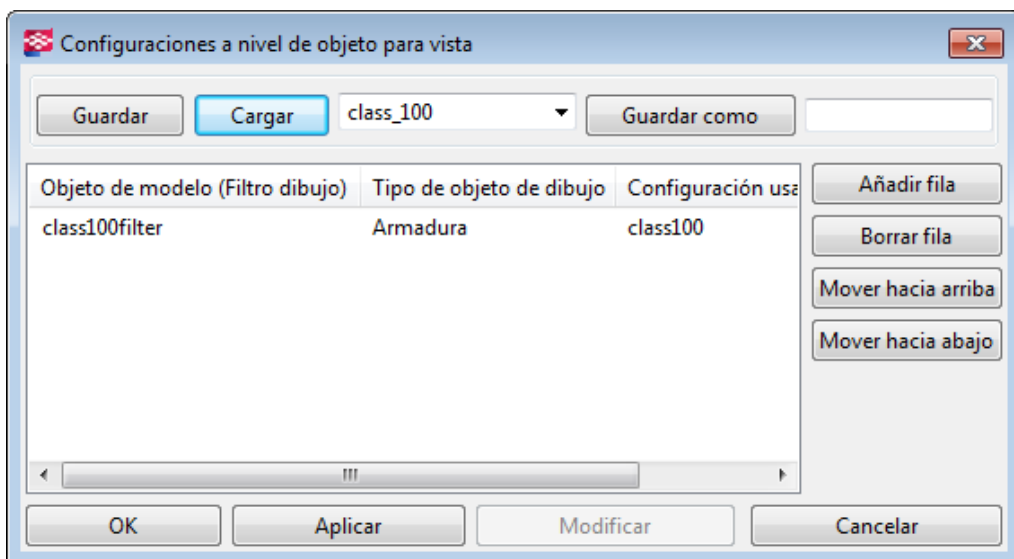 Configuraciones a nivel de objeto para vista
Guardar Cargar class_100 Guardar como
Objeto de modelo (Filtro dibujo) Tipo de objeto de dibujo Configuración usa Añadir fila
class100filter Armadura class100 Borrar fila
Mover hacia arriba
Mover hacia abajo
OK Aplicar Modificar Cancelar